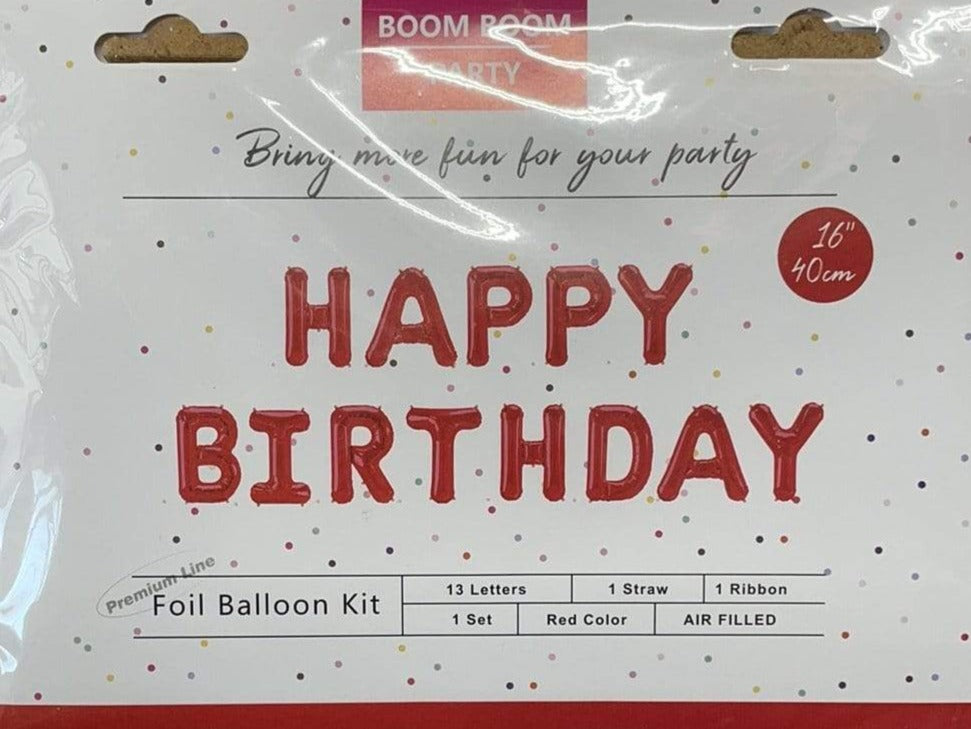 BOOM BOOM
PARTY
Bring more fun for your party
16"
40cm
HAPPY
BIRTHDAY
Premium Line
Foil Balloon Kit
13 Letters
1 Straw
1 Ribbon
1 Set
Red Color
AIR FILLED